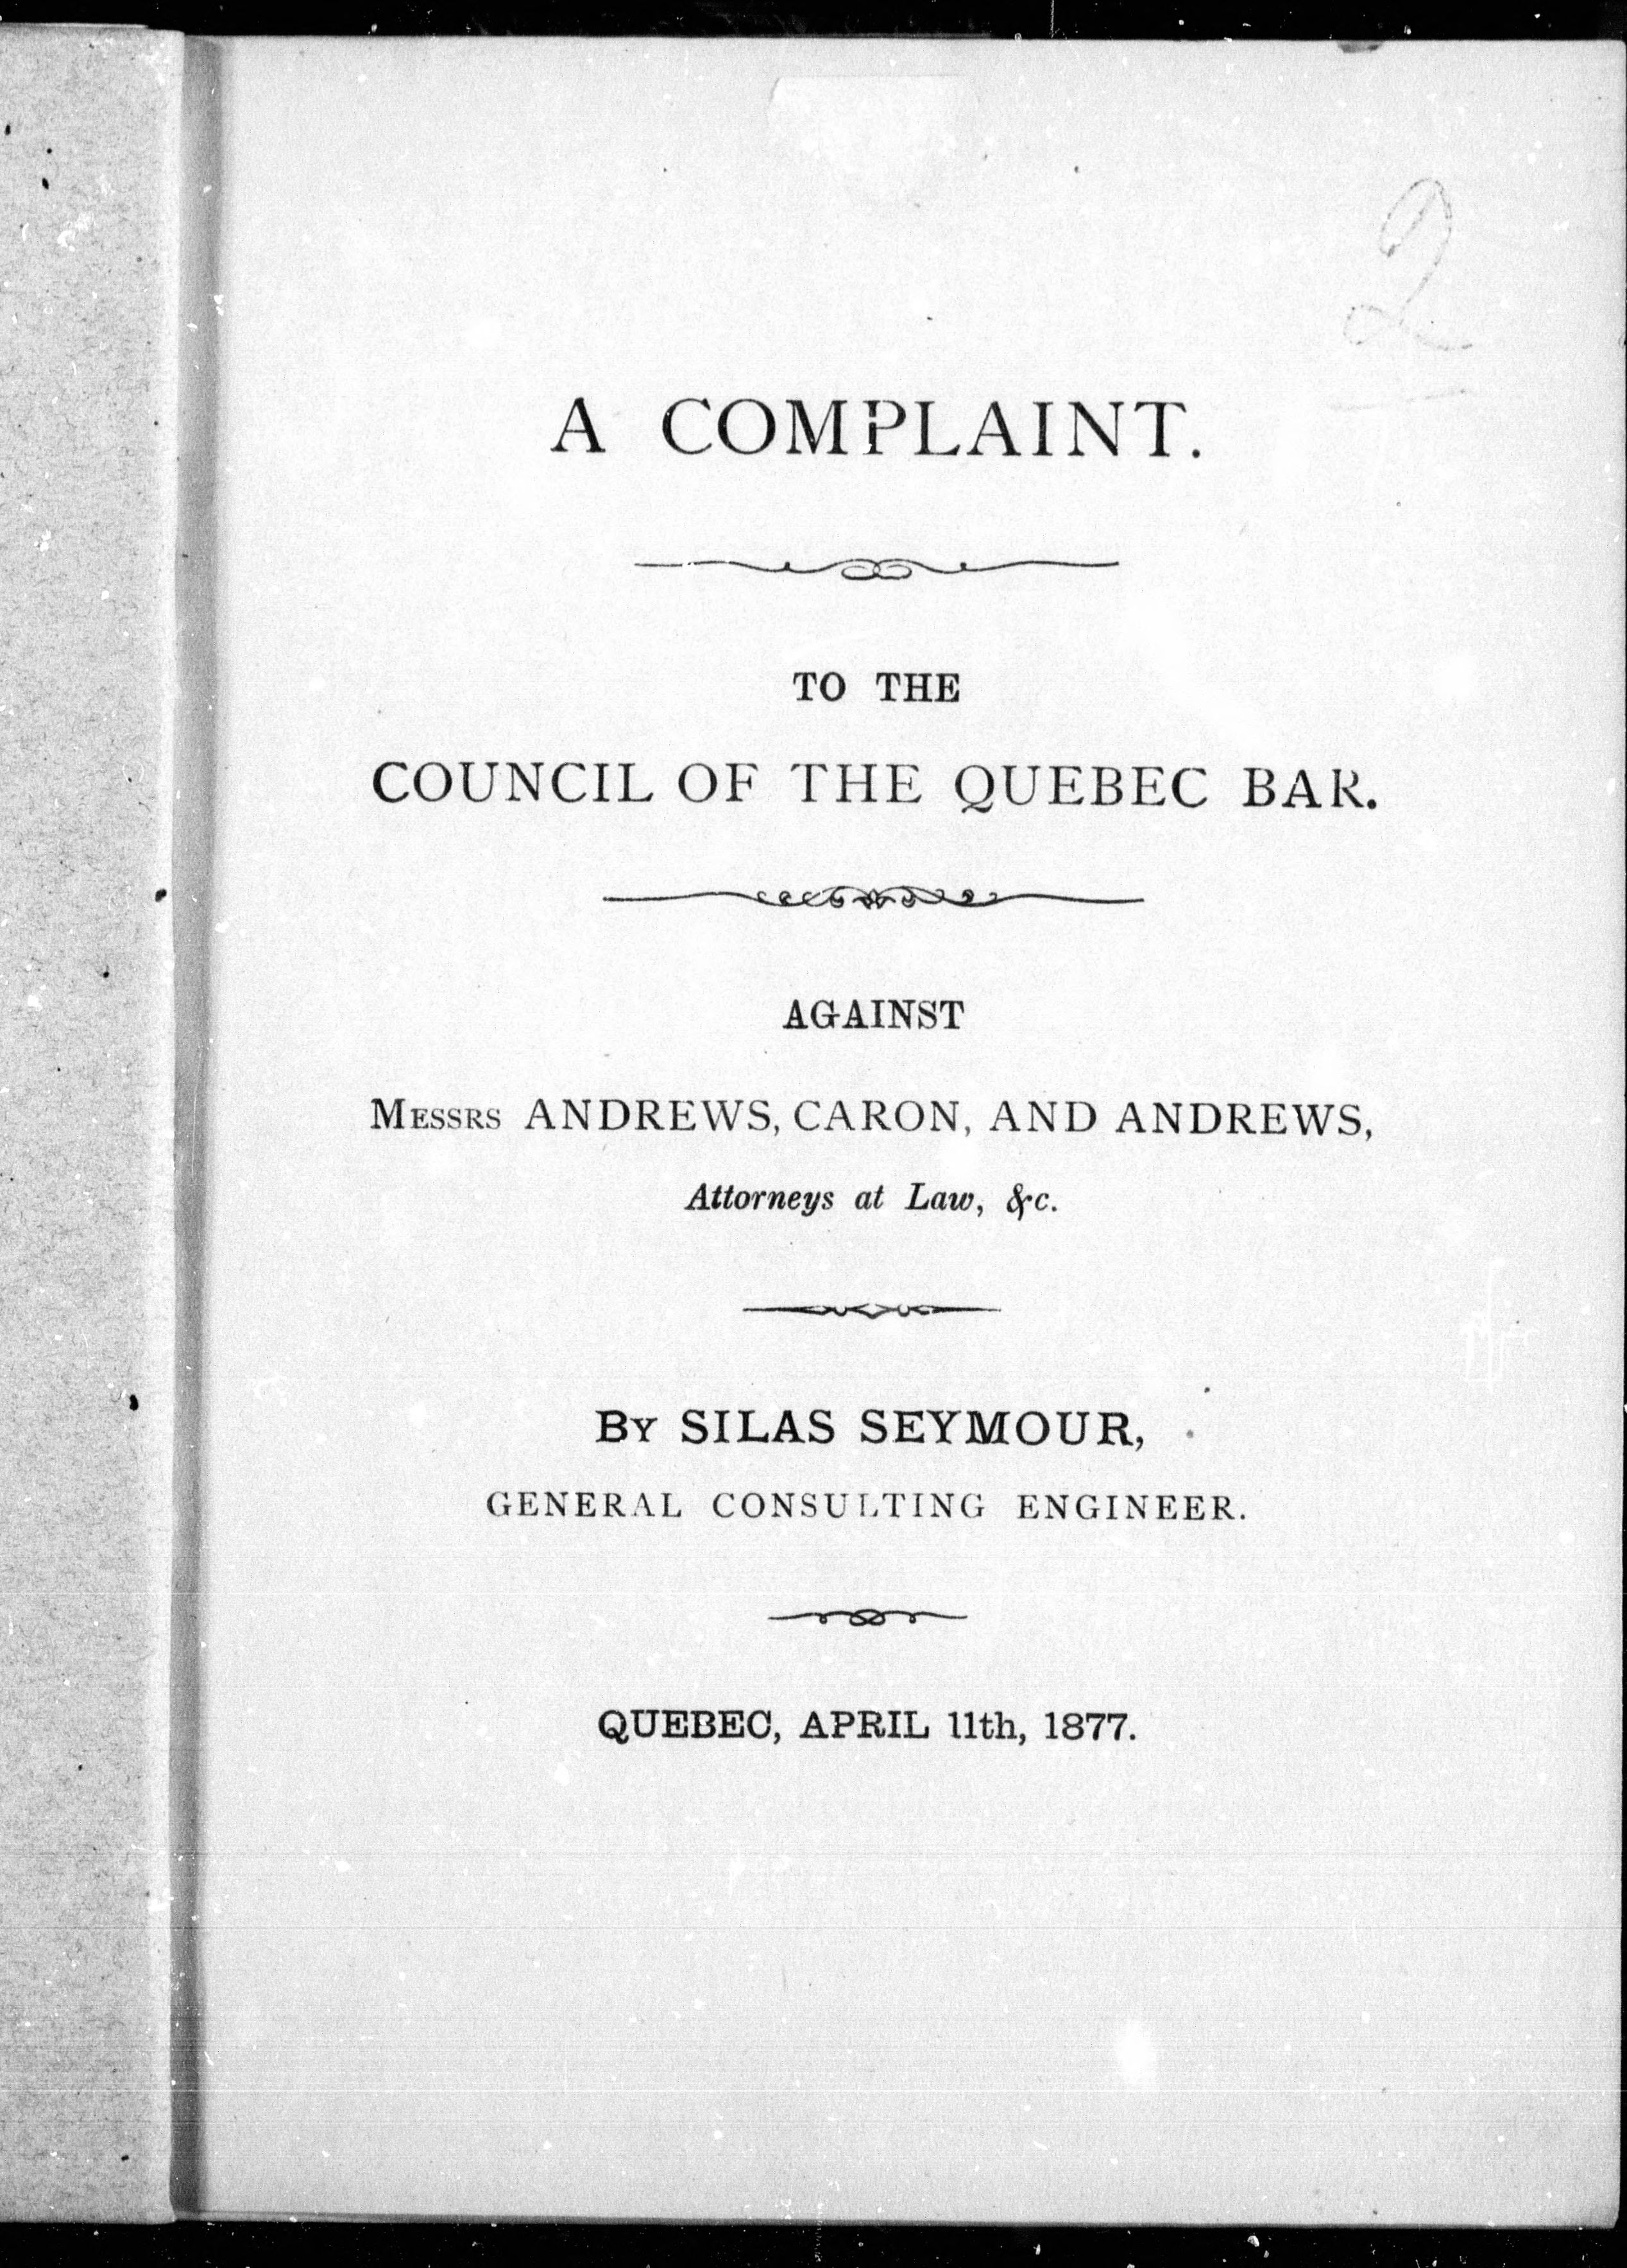 2
A COMPLAINT.
TO THE
COUNCIL OF THE QUEBEC BAR.
AGAINST
MESSRS ANDREWS, CARON, AND ANDREWS,
Attorneys at Law, &c.
BY SILAS SEYMOUR,
GENERAL CONSULTING ENGINEER.
QUEBEC, APRIL 11th, 1877.